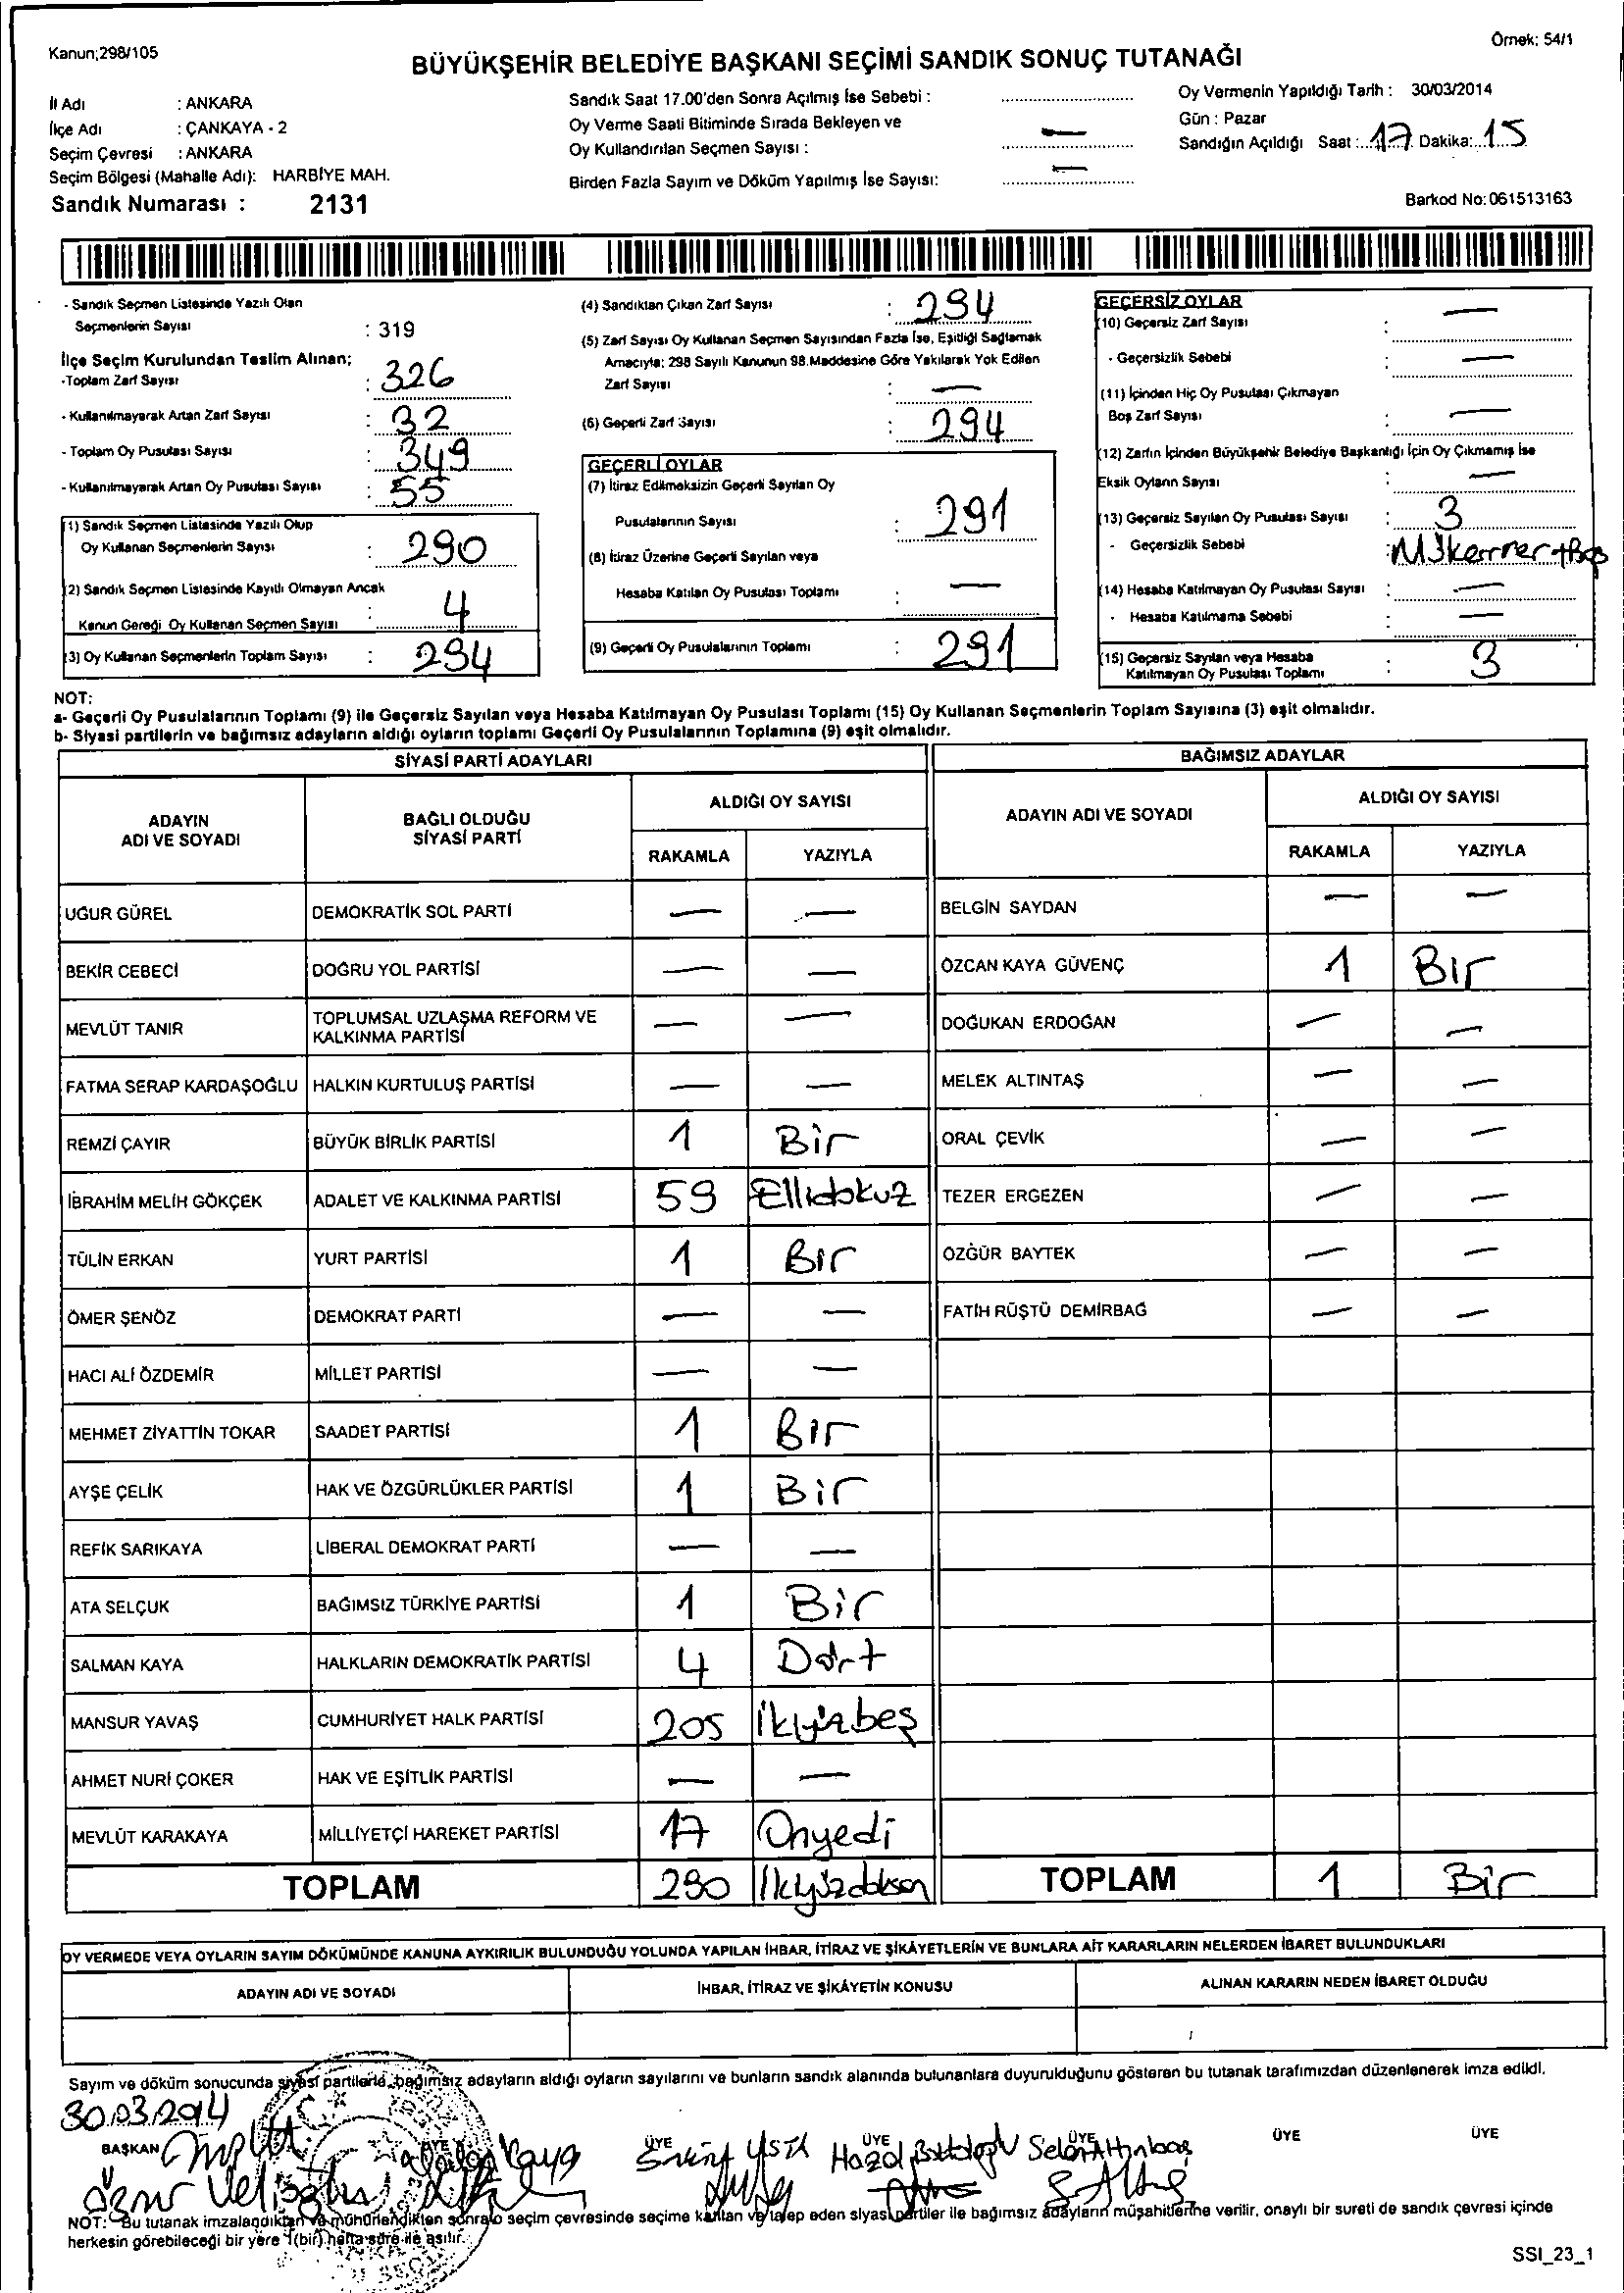 Kanun;298/105
Örnek: 54/1
BÜYÜKŞEHİR BELEDİYE BAŞKANI SEÇİMİ SANDIK SONUÇ TUTANAĞI
İl Adı : ANKARA
İlçe Adı : ÇANKAYA - 2
Seçim Çevresi : ANKARA
Seçim Bölgesi (Mahalle Adı): HARBİYE MAH.
Sandık Numarası : 2131
Sandık Saat 17.00'den Sonra Açılmış İse Sebebi :
Oy Verme Saati Bitiminde Sırada Bekleyen ve
Oy Kullandırılan Seçmen Sayısı : —
Birden Fazla Sayım ve Döküm Yapılmış İse Sayısı: —
Oy Vermenin Yapıldığı Tarih : 30/03/2014
Gün : Pazar
Sandığın Açıldığı Saat : 17 Dakika: 15
Barkod No: 061513163
- Sandık Seçmen Listesinde Yazılı Olan
Seçmenlerin Sayısı : 319
İlçe Seçim Kurulundan Teslim Alınan;
-Toplam Zarf Sayısı : 326
- Kullanılmayarak Artan Zarf Sayısı : 32
- Toplam Oy Pusulası Sayısı : 349
- Kullanılmayarak Artan Oy Pusulası Sayısı : 55
(1) Sandık Seçmen Listesinde Yazılı Olup
Oy Kullanan Seçmenlerin Sayısı : 290
(2) Sandık Seçmen Listesinde Kayıtlı Olmayan Ancak
Kanun Gereği Oy Kullanan Seçmen Sayısı : 4
(3) Oy Kullanan Seçmenlerin Toplam Sayısı : 294
(4) Sandıktan Çıkan Zarf Sayısı : 294
(5) Zarf Sayısı Oy Kullanan Seçmen Sayısından Fazla İse, Eşitliği Sağlamak
Amacıyla; 298 Sayılı Kanunun 98.Maddesine Göre Yakılarak Yok Edilen
Zarf Sayısı : —
(6) Geçerli Zarf Sayısı : 294
GEÇERLİ OYLAR
(7) İtiraz Edilmeksizin Geçerli Sayılan Oy
Pusulalarının Sayısı : 291
(8) İtiraz Üzerine Geçerli Sayılan veya
Hesaba Katılan Oy Pusulası Toplamı : —
(9) Geçerli Oy Pusulalarının Toplamı : 291
GEÇERSİZ OYLAR
(10) Geçersiz Zarf Sayısı : —
- Geçersizlik Sebebi : —
(11) İçinden Hiç Oy Pusulası Çıkmayan
Boş Zarf Sayısı : —
(12) Zarfın İçinden Büyükşehir Belediye Başkanlığı İçin Oy Çıkmamış İse
Eksik Oyların Sayısı : —
(13) Geçersiz Sayılan Oy Pusulası Sayısı : 3
- Geçersizlik Sebebi : Mükerrer + Boş
(14) Hesaba Katılmayan Oy Pusulası Sayısı : —
- Hesaba Katılmama Sebebi : —
(15) Geçersiz Sayılan veya Hesaba
Katılmayan Oy Pusulası Toplamı : 3
NOT:
a- Geçerli Oy Pusulalarının Toplamı (9) ile Geçersiz Sayılan veya Hesaba Katılmayan Oy Pusulası Toplamı (15) Oy Kullanan Seçmenlerin Toplam Sayısına (3) eşit olmalıdır.
b- Siyasi partilerin ve bağımsız adayların aldığı oyların toplamı Geçerli Oy Pusulalarının Toplamına (9) eşit olmalıdır.
SİYASİ PARTİ ADAYLARI
ADAYIN ADI VE SOYADI BAĞLI OLDUĞU SİYASİ PARTİ ALDIĞI OY SAYISI
RAKAMLA YAZIYLA
UĞUR GÜREL DEMOKRATİK SOL PARTİ — —
BEKİR CEBECİ DOĞRU YOL PARTİSİ — —
MEVLÜT TANIR TOPLUMSAL UZLAŞMA REFORM VE KALKINMA PARTİSİ — —
FATMA SERAP KARDAŞOĞLU HALKIN KURTULUŞ PARTİSİ — —
REMZİ ÇAYIR BÜYÜK BİRLİK PARTİSİ 1 Bir
İBRAHİM MELİH GÖKÇEK ADALET VE KALKINMA PARTİSİ 59 Ellidokuz
TÜLİN ERKAN YURT PARTİSİ 1 Bir
ÖMER ŞENÖZ DEMOKRAT PARTİ — —
HACI ALİ ÖZDEMİR MİLLET PARTİSİ — —
MEHMET ZİYATTİN TOKAR SAADET PARTİSİ 1 Bir
AYŞE ÇELİK HAK VE ÖZGÜRLÜKLER PARTİSİ 1 Bir
REFİK SARIKAYA LİBERAL DEMOKRAT PARTİ — —
ATA SELÇUK BAĞIMSIZ TÜRKİYE PARTİSİ 1 Bir
SALMAN KAYA HALKLARIN DEMOKRATİK PARTİSİ 4 Dört
MANSUR YAVAŞ CUMHURİYET HALK PARTİSİ 205 İkiyüzbeş
AHMET NURİ ÇOKER HAK VE EŞİTLİK PARTİSİ — —
MEVLÜT KARAKAYA MİLLİYETÇİ HAREKET PARTİSİ 17 Onyedi
TOPLAM 290 İkiyüzdoksan
BAĞIMSIZ ADAYLAR
ADAYIN ADI VE SOYADI ALDIĞI OY SAYISI
RAKAMLA YAZIYLA
BELGİN SAYDAN — —
ÖZCAN KAYA GÜVENÇ 1 Bir
DOĞUKAN ERDOĞAN — —
MELEK ALTINTAŞ — —
ORAL ÇEVİK — —
TEZER ERGEZEN — —
ÖZGÜR BAYTEK — —
FATİH RÜŞTÜ DEMİRBAĞ — —
TOPLAM 1 Bir
OY VERMEDE VEYA OYLARIN SAYIM DÖKÜMÜNDE KANUNA AYKIRILIK BULUNDUĞU YOLUNDA YAPILAN İHBAR, İTİRAZ VE ŞİKÂYETLERİN VE BUNLARA AİT KARARLARIN NELERDEN İBARET BULUNDUKLARI
ADAYIN ADI VE SOYADI İHBAR, İTİRAZ VE ŞİKÂYETİN KONUSU ALINAN KARARIN NEDEN İBARET OLDUĞU
Sayım ve döküm sonucunda siyasi partilerle bağımsız adayların aldığı oyların sayılarını ve bunların sandık alanında bulunanlara duyurulduğunu gösteren bu tutanak tarafımızdan düzenlenerek imza edildi.
30.03.2014
BAŞKAN ÜYE ÜYE ÜYE ÜYE ÜYE ÜYE
NOT: Bu tutanak imzalandıktan ve mühürlendikten sonra o seçim çevresinde seçime katılan ve talep eden siyasi partiler ile bağımsız adayların müşahitlerine verilir, onaylı bir sureti de sandık çevresi içinde
herkesin görebileceği bir yere 1(bir) hafta süre ile asılır.
SSI_23_1